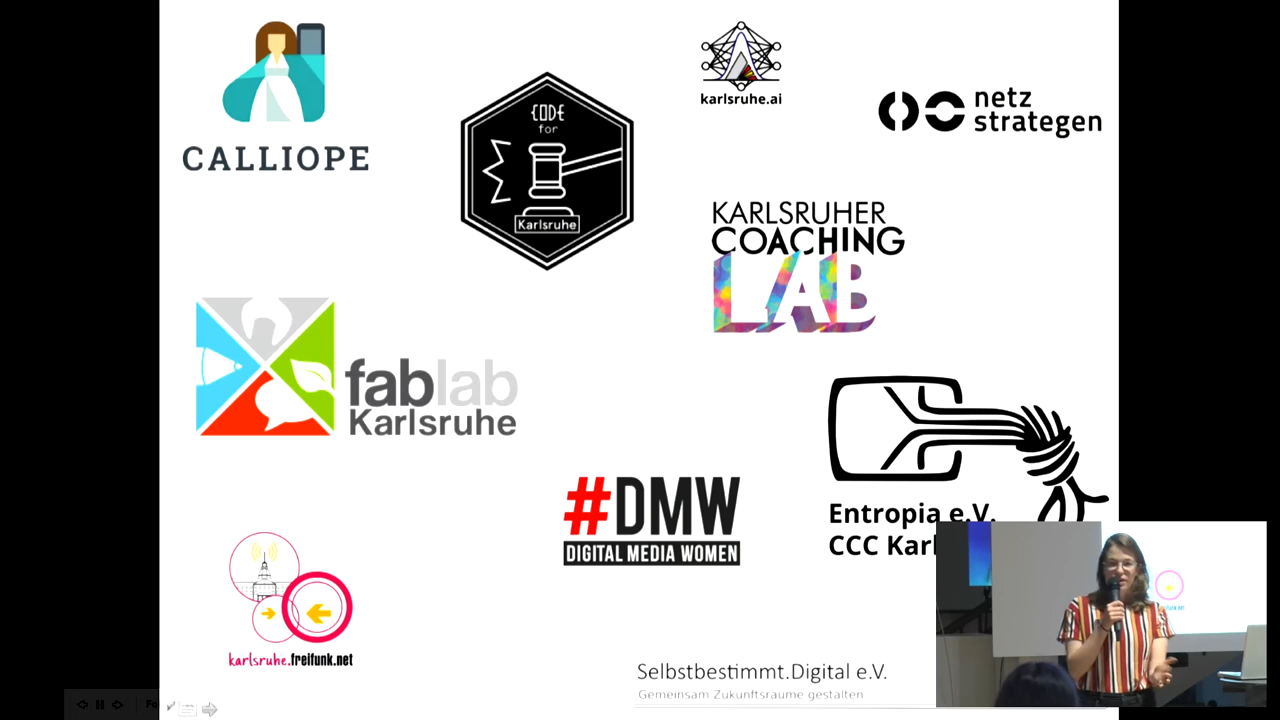 CALLIOPE
CODE
for
Karlsruhe
karlsruhe.ai
netz
strategen
KARLSRUHER
COACHING
LAB
fablab
Karlsruhe
#DMW
DIGITAL MEDIA WOMEN
Entropia e.V.
CCC Karl
karlsruhe.freifunk.net
Selbstbestimmt.Digital e.V.
Gemeinsam Zukunftsräume gestalten